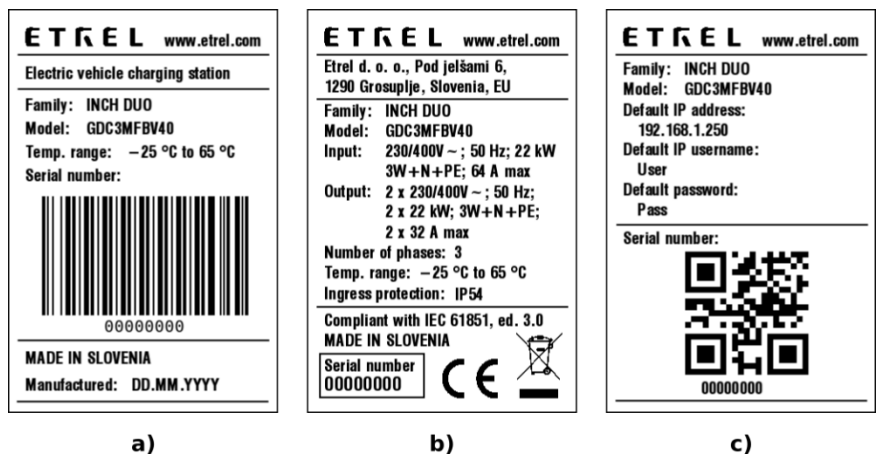 ETREL www.etrel.com
Electric vehicle charging station
Family: INCH DUO
Model: GDC3MFBV40
Temp. range: −25 °C to 65 °C
Serial number:
00000000
MADE IN SLOVENIA
Manufactured: DD.MM.YYYY
a)
ETREL www.etrel.com
Etrel d. o. o., Pod jelšami 6,
1290 Grosuplje, Slovenia, EU
Family: INCH DUO
Model: GDC3MFBV40
Input: 230/400V ~; 50 Hz; 22 kW
3W+N+PE; 64 A max
Output: 2 x 230/400V ~; 50 Hz;
2 x 22 kW; 3W+N+PE;
2 x 32 A max
Number of phases: 3
Temp. range: −25 °C to 65 °C
Ingress protection: IP54
Compliant with IEC 61851, ed. 3.0
MADE IN SLOVENIA
Serial number
00000000
CE
b)
ETREL www.etrel.com
Family: INCH DUO
Model: GDC3MFBV40
Default IP address:
192.168.1.250
Default IP username:
User
Default password:
Pass
Serial number:
00000000
c)